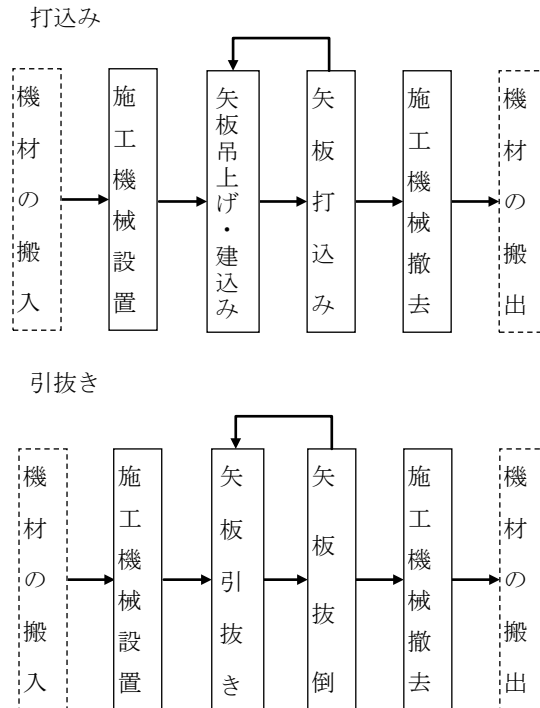 打込み
機材の搬入
施工機械設置
矢板吊上げ・建込み
矢板打込み
施工機械撤去
機材の搬出
引抜き
機材の搬入
施工機械設置
矢板引抜き
矢板抜倒
施工機械撤去
機材の搬出